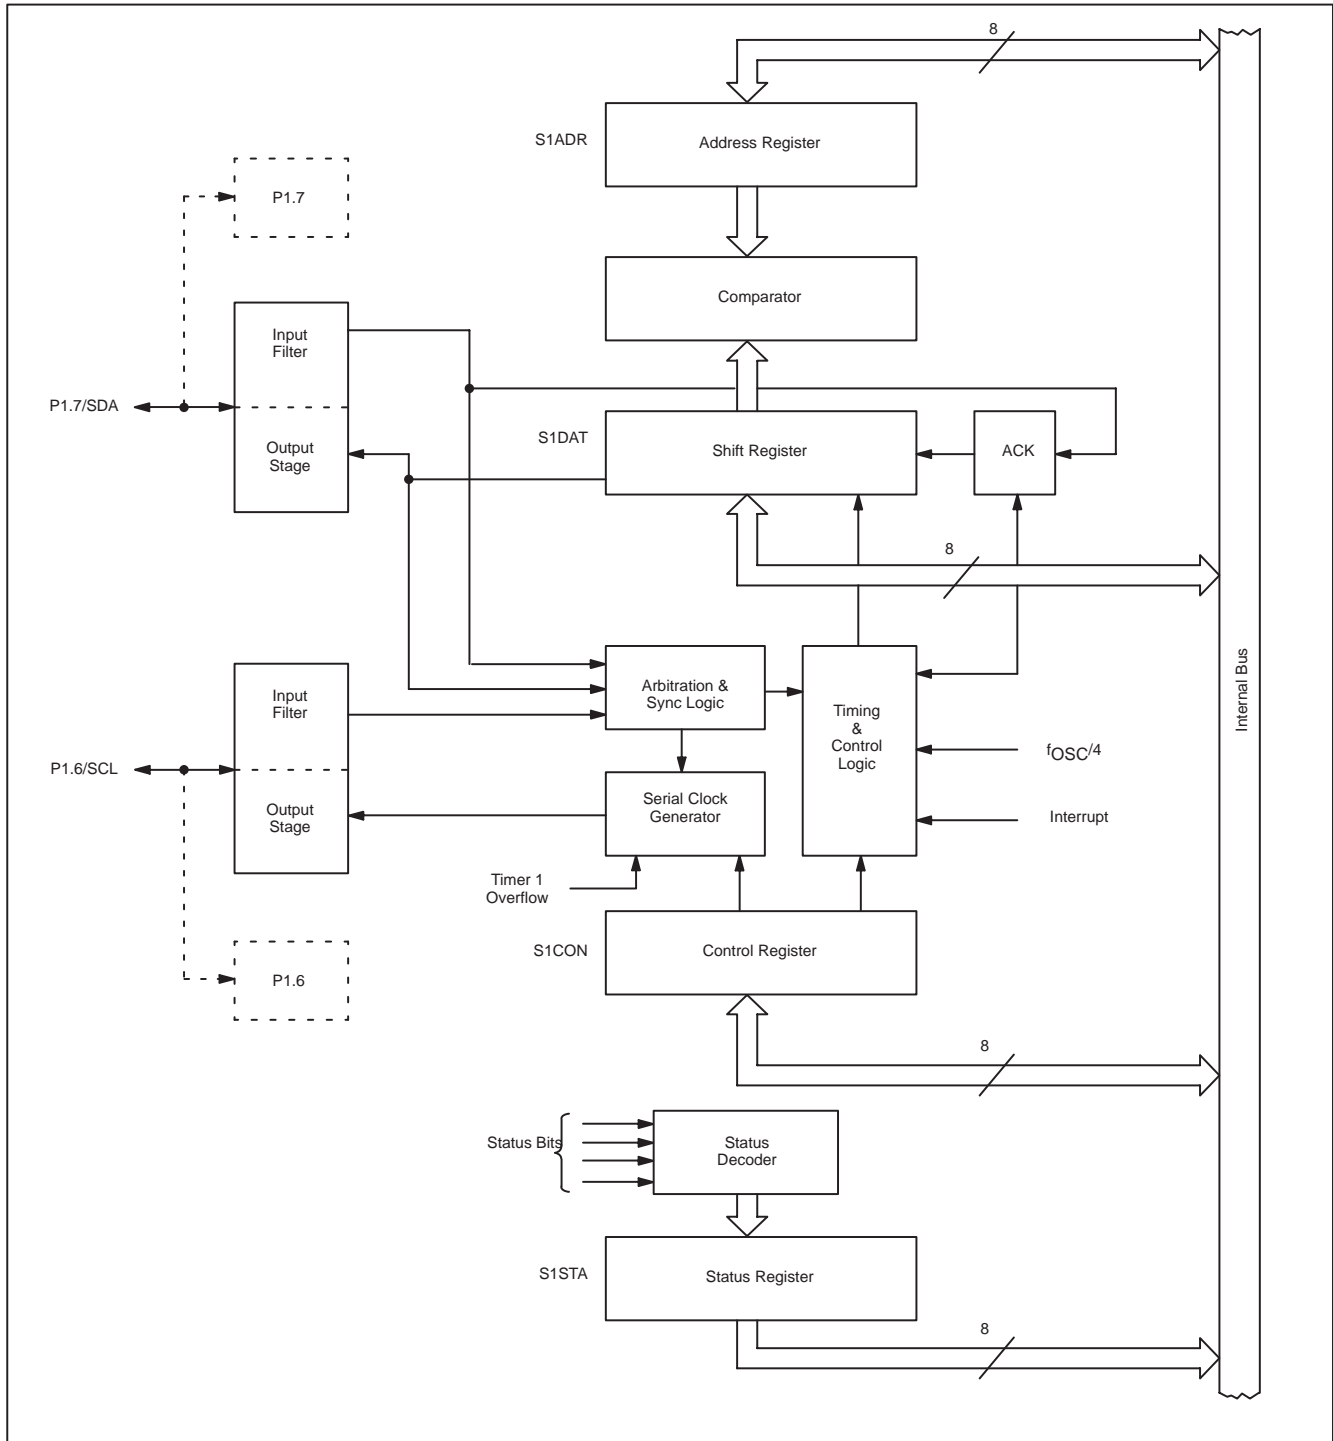 8
S1ADR
Address Register
P1.7
Comparator
Input
Filter
P1.7/SDA
S1DAT
Shift Register
ACK
Output
Stage
8
Internal Bus
Input
Filter
Arbitration &
Sync Logic
Timing
&
Control
Logic
fOSC/4
P1.6/SCL
Output
Stage
Serial Clock
Generator
Interrupt
Timer 1
Overflow
S1CON
Control Register
P1.6
8
Status Bits
Status
Decoder
S1STA
Status Register
8